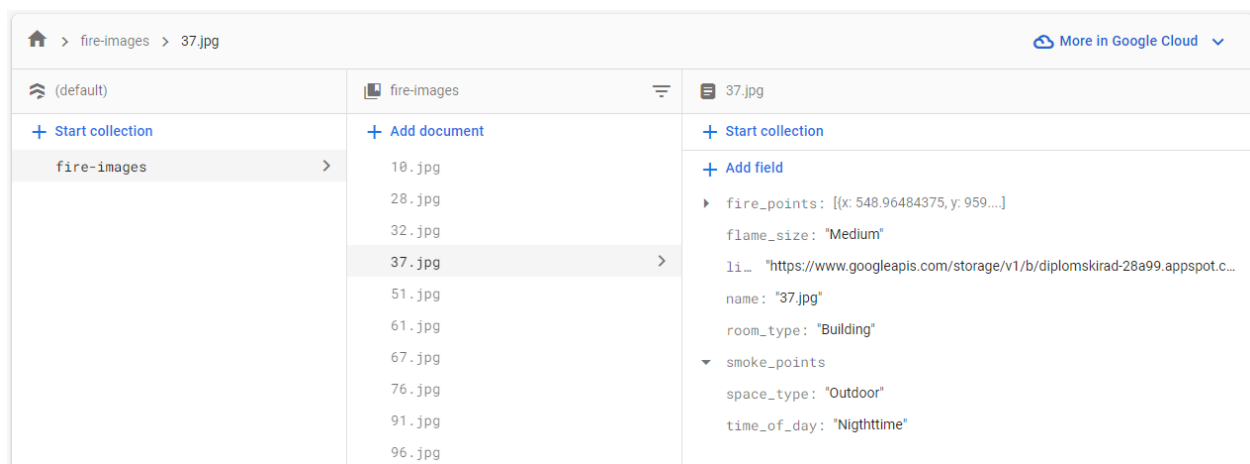 fire-images > 37.jpg
More in Google Cloud
(default)
fire-images
37.jpg
+ Start collection
+ Add document
+ Start collection
fire-images
10.jpg
28.jpg
32.jpg
37.jpg
51.jpg
61.jpg
67.jpg
76.jpg
91.jpg
96.jpg
+ Add field
fire_points: [{x: 548.96484375, y: 959....]
flame_size: "Medium"
li… "https://www.googleapis.com/storage/v1/b/diplomskirad-28a99.appspot.c...
name: "37.jpg"
room_type: "Building"
smoke_points
space_type: "Outdoor"
time_of_day: "Nigthttime"